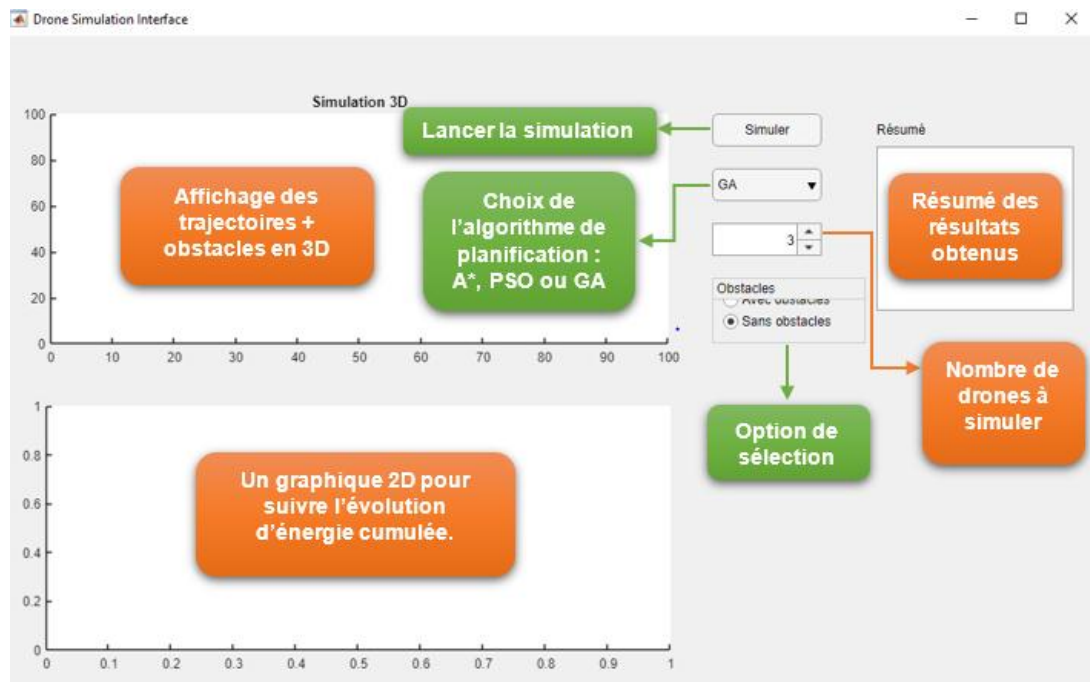 Drone Simulation Interface
Simulation 3D
100
80
60
40
20
0
0 10 20 30 40 50 60 70 80 90 100
Affichage des
trajectoires +
obstacles en 3D
Lancer la simulation
Choix de
l'algorithme de
planification :
A*, PSO ou GA
Simuler
GA
3
Obstacles
Avec obstacles
Sans obstacles
Option de
sélection
Résumé
Résumé des
résultats
obtenus
Nombre de
drones à
simuler
1
0.8
0.6
0.4
0.2
0
0 0.1 0.2 0.3 0.4 0.5 0.6 0.7 0.8 0.9 1
Un graphique 2D pour
suivre l'évolution
d'énergie cumulée.